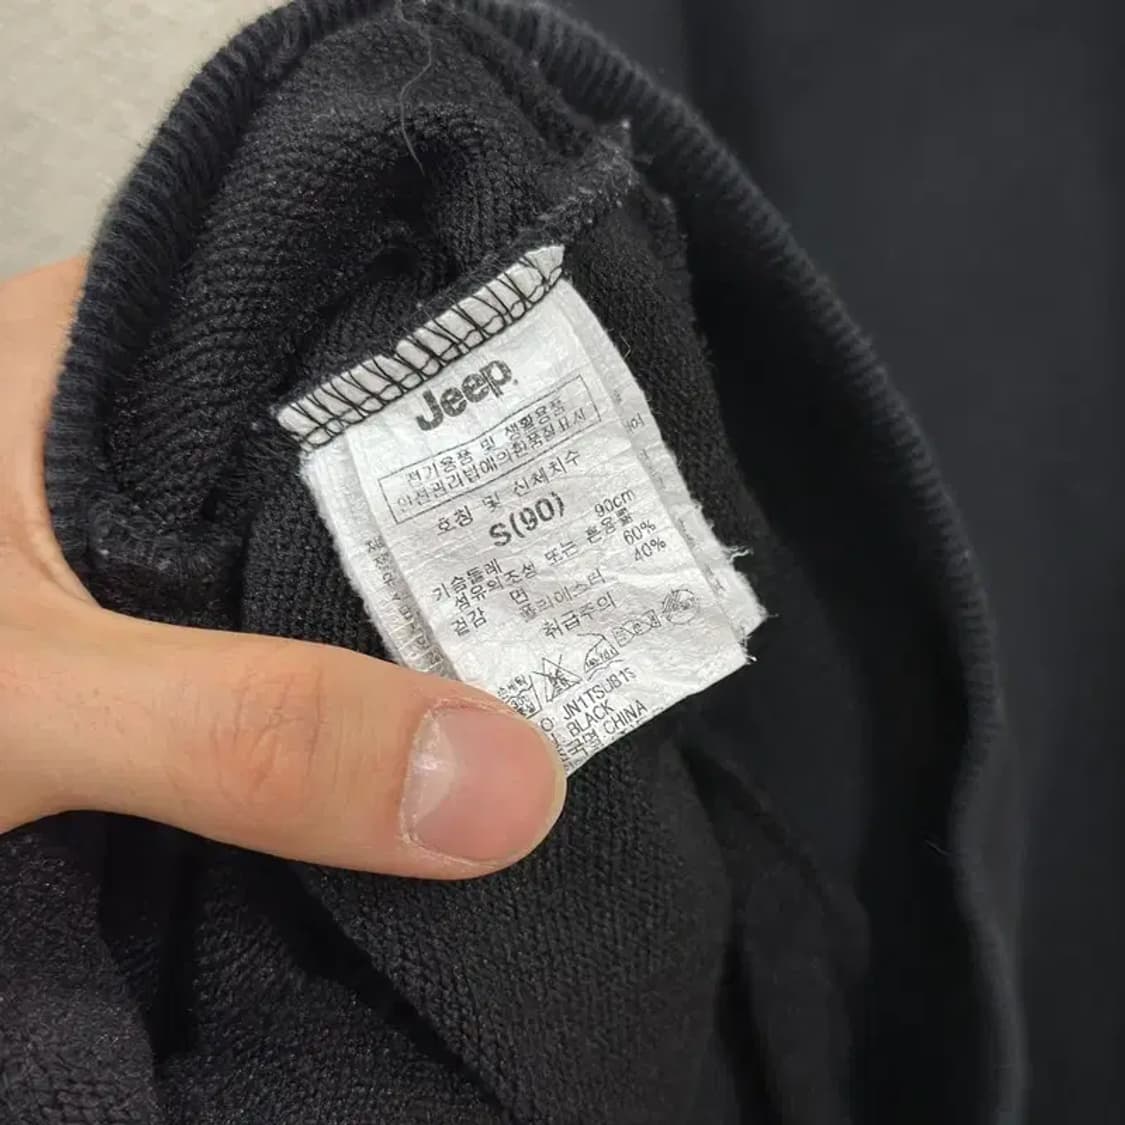 Jeep
전기용품 및 생활용품
안전관리법에의한품질표시
호칭 및 신체치수
S(90)
가슴둘레 90cm
섬유의조성 또는 혼용률
겉감 면 60%
폴리에스터 40%
취급주의
JN1TSU81S
BLACK
CHINA